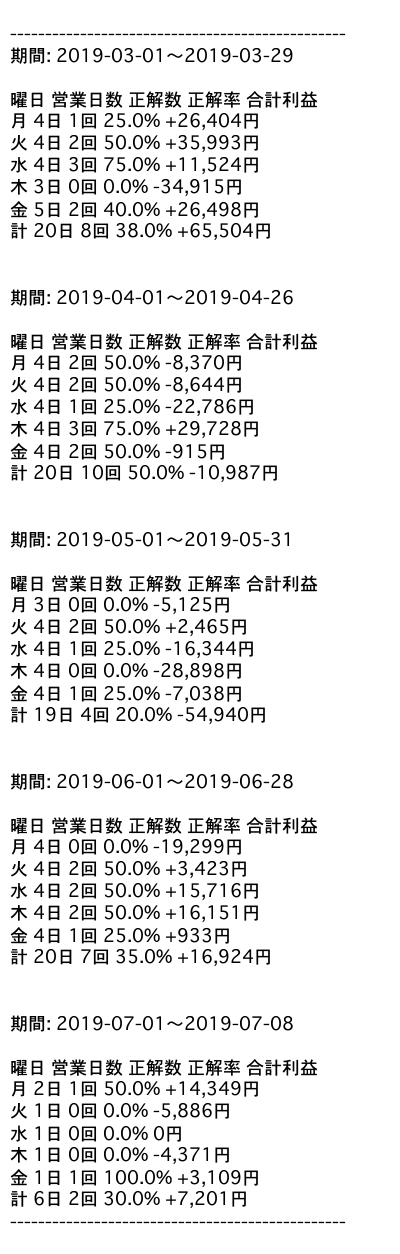 ------------------------------------------------
期間: 2019-03-01〜2019-03-29
曜日 営業日数 正解数 正解率 合計利益
月 4日 1回 25.0% +26,404円
火 4日 2回 50.0% +35,993円
水 4日 3回 75.0% +11,524円
木 3日 0回 0.0% -34,915円
金 5日 2回 40.0% +26,498円
計 20日 8回 38.0% +65,504円
期間: 2019-04-01〜2019-04-26
曜日 営業日数 正解数 正解率 合計利益
月 4日 2回 50.0% -8,370円
火 4日 2回 50.0% -8,644円
水 4日 1回 25.0% -22,786円
木 4日 3回 75.0% +29,728円
金 4日 2回 50.0% -915円
計 20日 10回 50.0% -10,987円
期間: 2019-05-01〜2019-05-31
曜日 営業日数 正解数 正解率 合計利益
月 3日 0回 0.0% -5,125円
火 4日 2回 50.0% +2,465円
水 4日 1回 25.0% -16,344円
木 4日 0回 0.0% -28,898円
金 4日 1回 25.0% -7,038円
計 19日 4回 20.0% -54,940円
期間: 2019-06-01〜2019-06-28
曜日 営業日数 正解数 正解率 合計利益
月 4日 0回 0.0% -19,299円
火 4日 2回 50.0% +3,423円
水 4日 2回 50.0% +15,716円
木 4日 2回 50.0% +16,151円
金 4日 1回 25.0% +933円
計 20日 7回 35.0% +16,924円
期間: 2019-07-01〜2019-07-08
曜日 営業日数 正解数 正解率 合計利益
月 2日 1回 50.0% +14,349円
火 1日 0回 0.0% -5,886円
水 1日 0回 0.0% 0円
木 1日 0回 0.0% -4,371円
金 1日 1回 100.0% +3,109円
計 6日 2回 30.0% +7,201円
------------------------------------------------